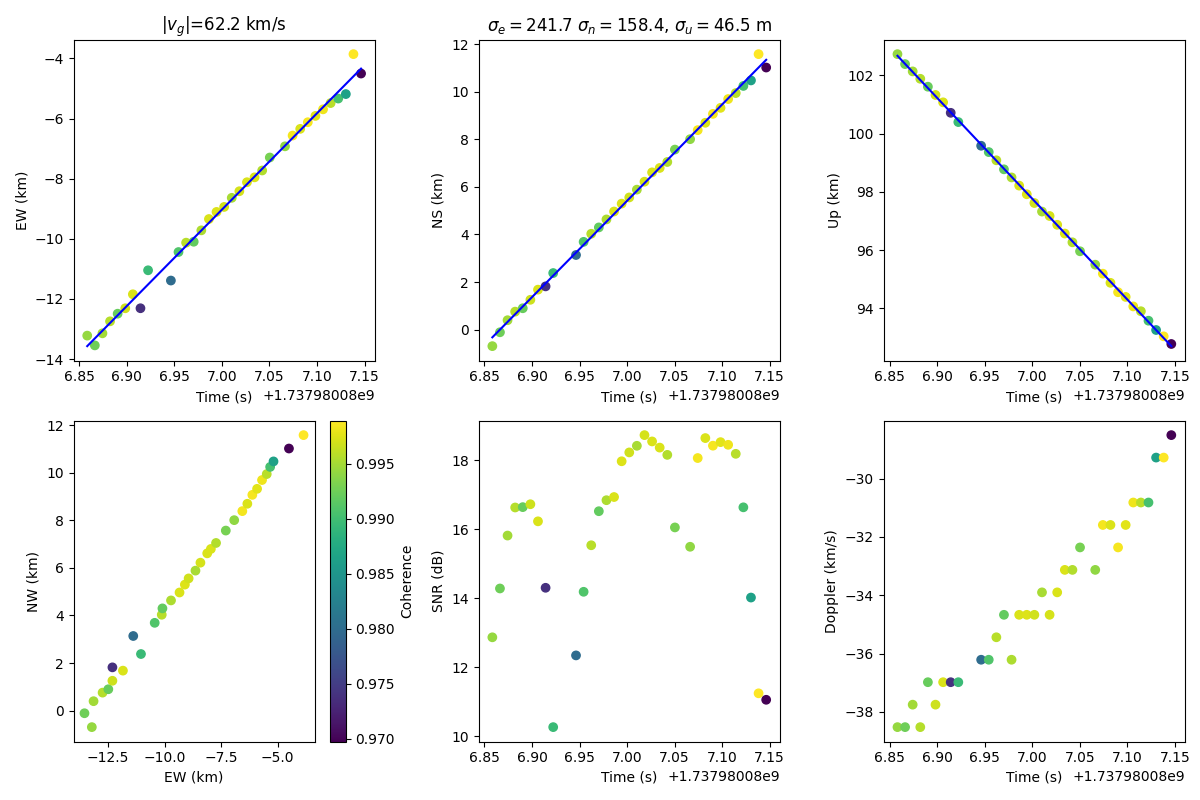 |v_g|=62.2 km/s
σ_e = 241.7 σ_n = 158.4, σ_u = 46.5 m
EW (km)
−4
−6
−8
−10
−12
−14
6.85 6.90 6.95 7.00 7.05 7.10 7.15
Time (s) +1.73798008e9
NS (km)
12
10
8
6
4
2
0
6.85 6.90 6.95 7.00 7.05 7.10 7.15
Time (s) +1.73798008e9
Up (km)
102
100
98
96
94
6.85 6.90 6.95 7.00 7.05 7.10 7.15
Time (s) +1.73798008e9
NW (km)
12
10
8
6
4
2
0
−12.5 −10.0 −7.5 −5.0
EW (km)
0.995
0.990
0.985
0.980
0.975
0.970
Coherence
SNR (dB)
18
16
14
12
10
6.85 6.90 6.95 7.00 7.05 7.10 7.15
Time (s) +1.73798008e9
Doppler (km/s)
−30
−32
−34
−36
−38
6.85 6.90 6.95 7.00 7.05 7.10 7.15
Time (s) +1.73798008e9